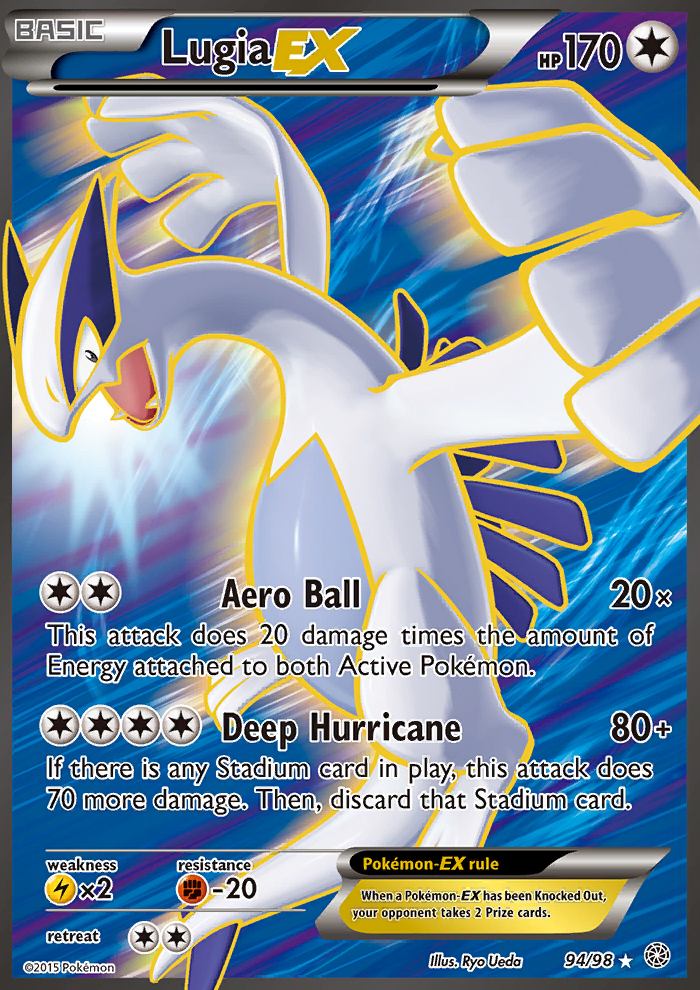 BASIC
LugiaEX
HP170
Aero Ball 20×
This attack does 20 damage times the amount of
Energy attached to both Active Pokémon.
Deep Hurricane 80+
If there is any Stadium card in play, this attack does
70 more damage. Then, discard that Stadium card.
weakness resistance
×2 -20
retreat
Pokémon-EX rule
When a Pokémon-EX has been Knocked Out,
your opponent takes 2 Prize cards.
©2015 Pokémon Illus. Ryo Ueda 94/98